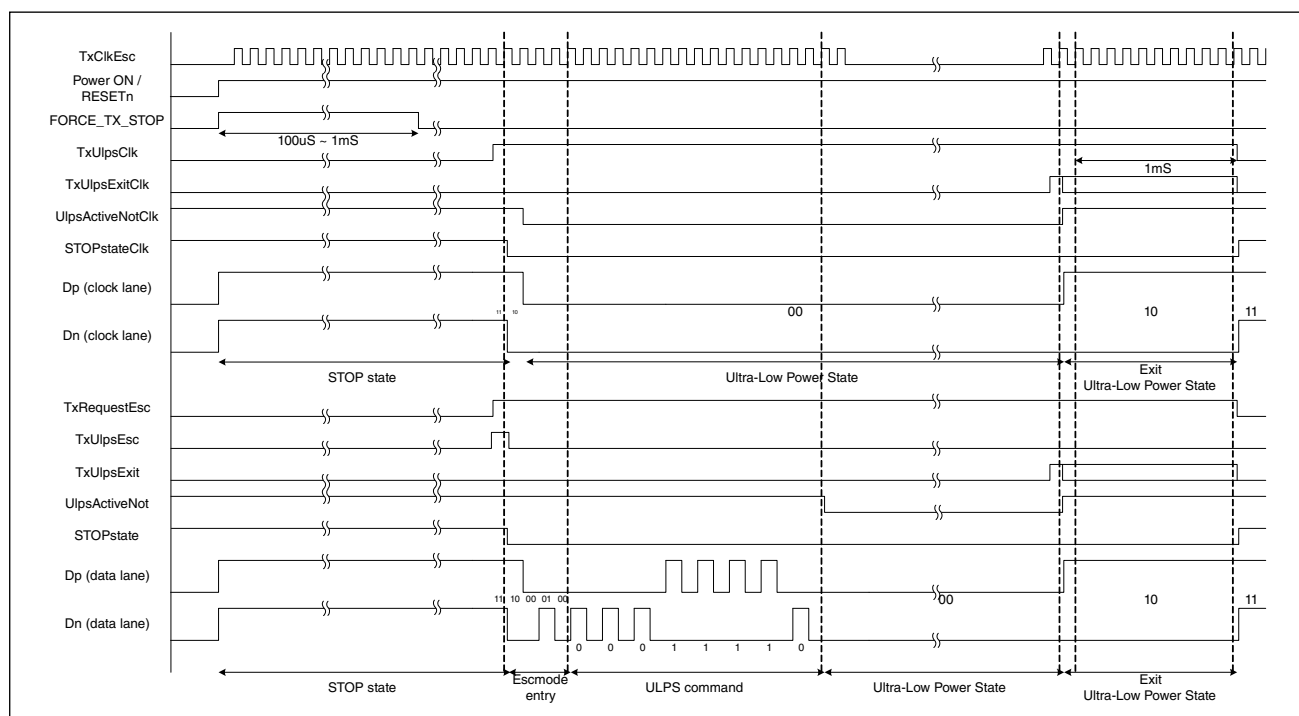 TxClkEsc
Power ON /
RESETn
FORCE_TX_STOP
100uS ~ 1mS
TxUlpsClk
1mS
TxUlpsExitClk
UlpsActiveNotClk
STOPstateClk
Dp (clock lane)
11 10 00 10 11
Dn (clock lane)
STOP state
Ultra-Low Power State
Exit
Ultra-Low Power State
TxRequestEsc
TxUlpsEsc
TxUlpsExit
UlpsActiveNot
STOPstate
Dp (data lane)
11 10 00 01 00 00 10 11
Dn (data lane)
0 0 0 1 1 1 1 0
STOP state
Escmode
entry
ULPS command
Ultra-Low Power State
Exit
Ultra-Low Power State